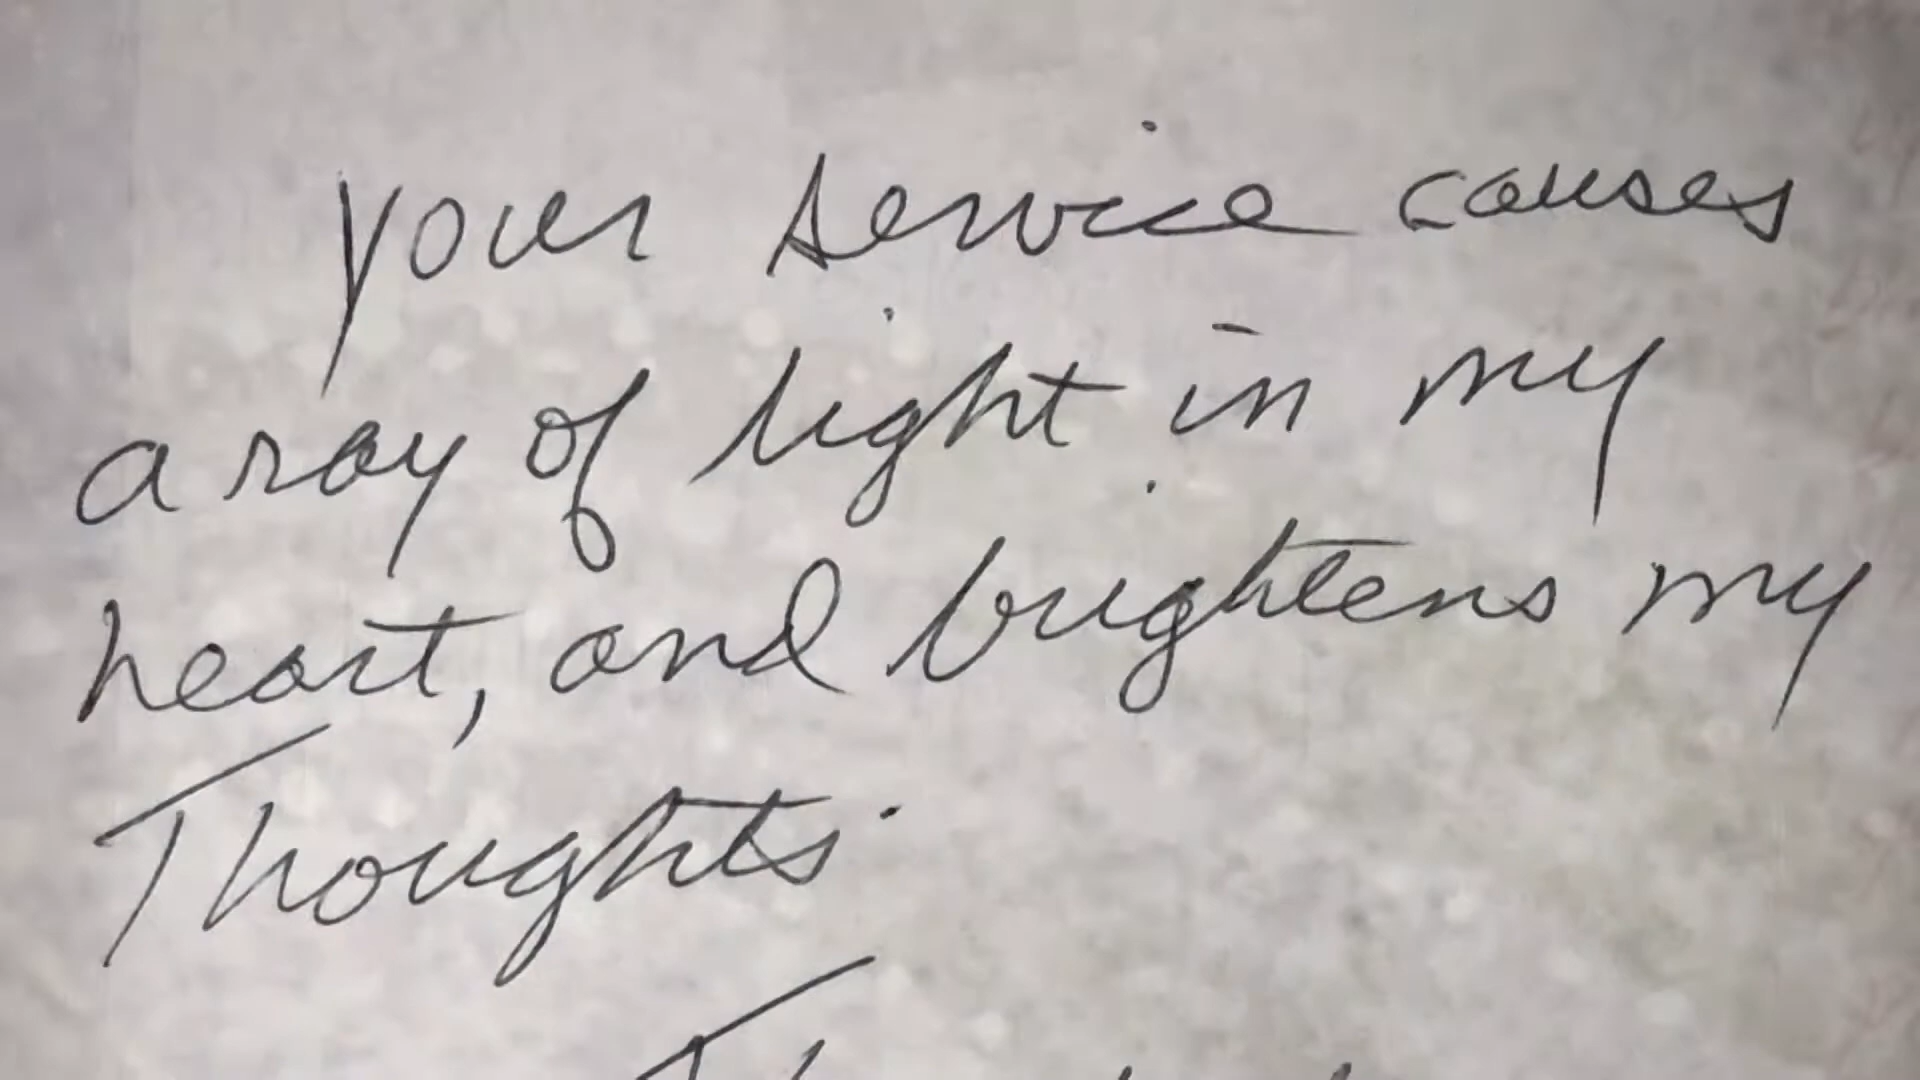 your service causes
a ray of light in my
heart, and brightens my
Thoughts.